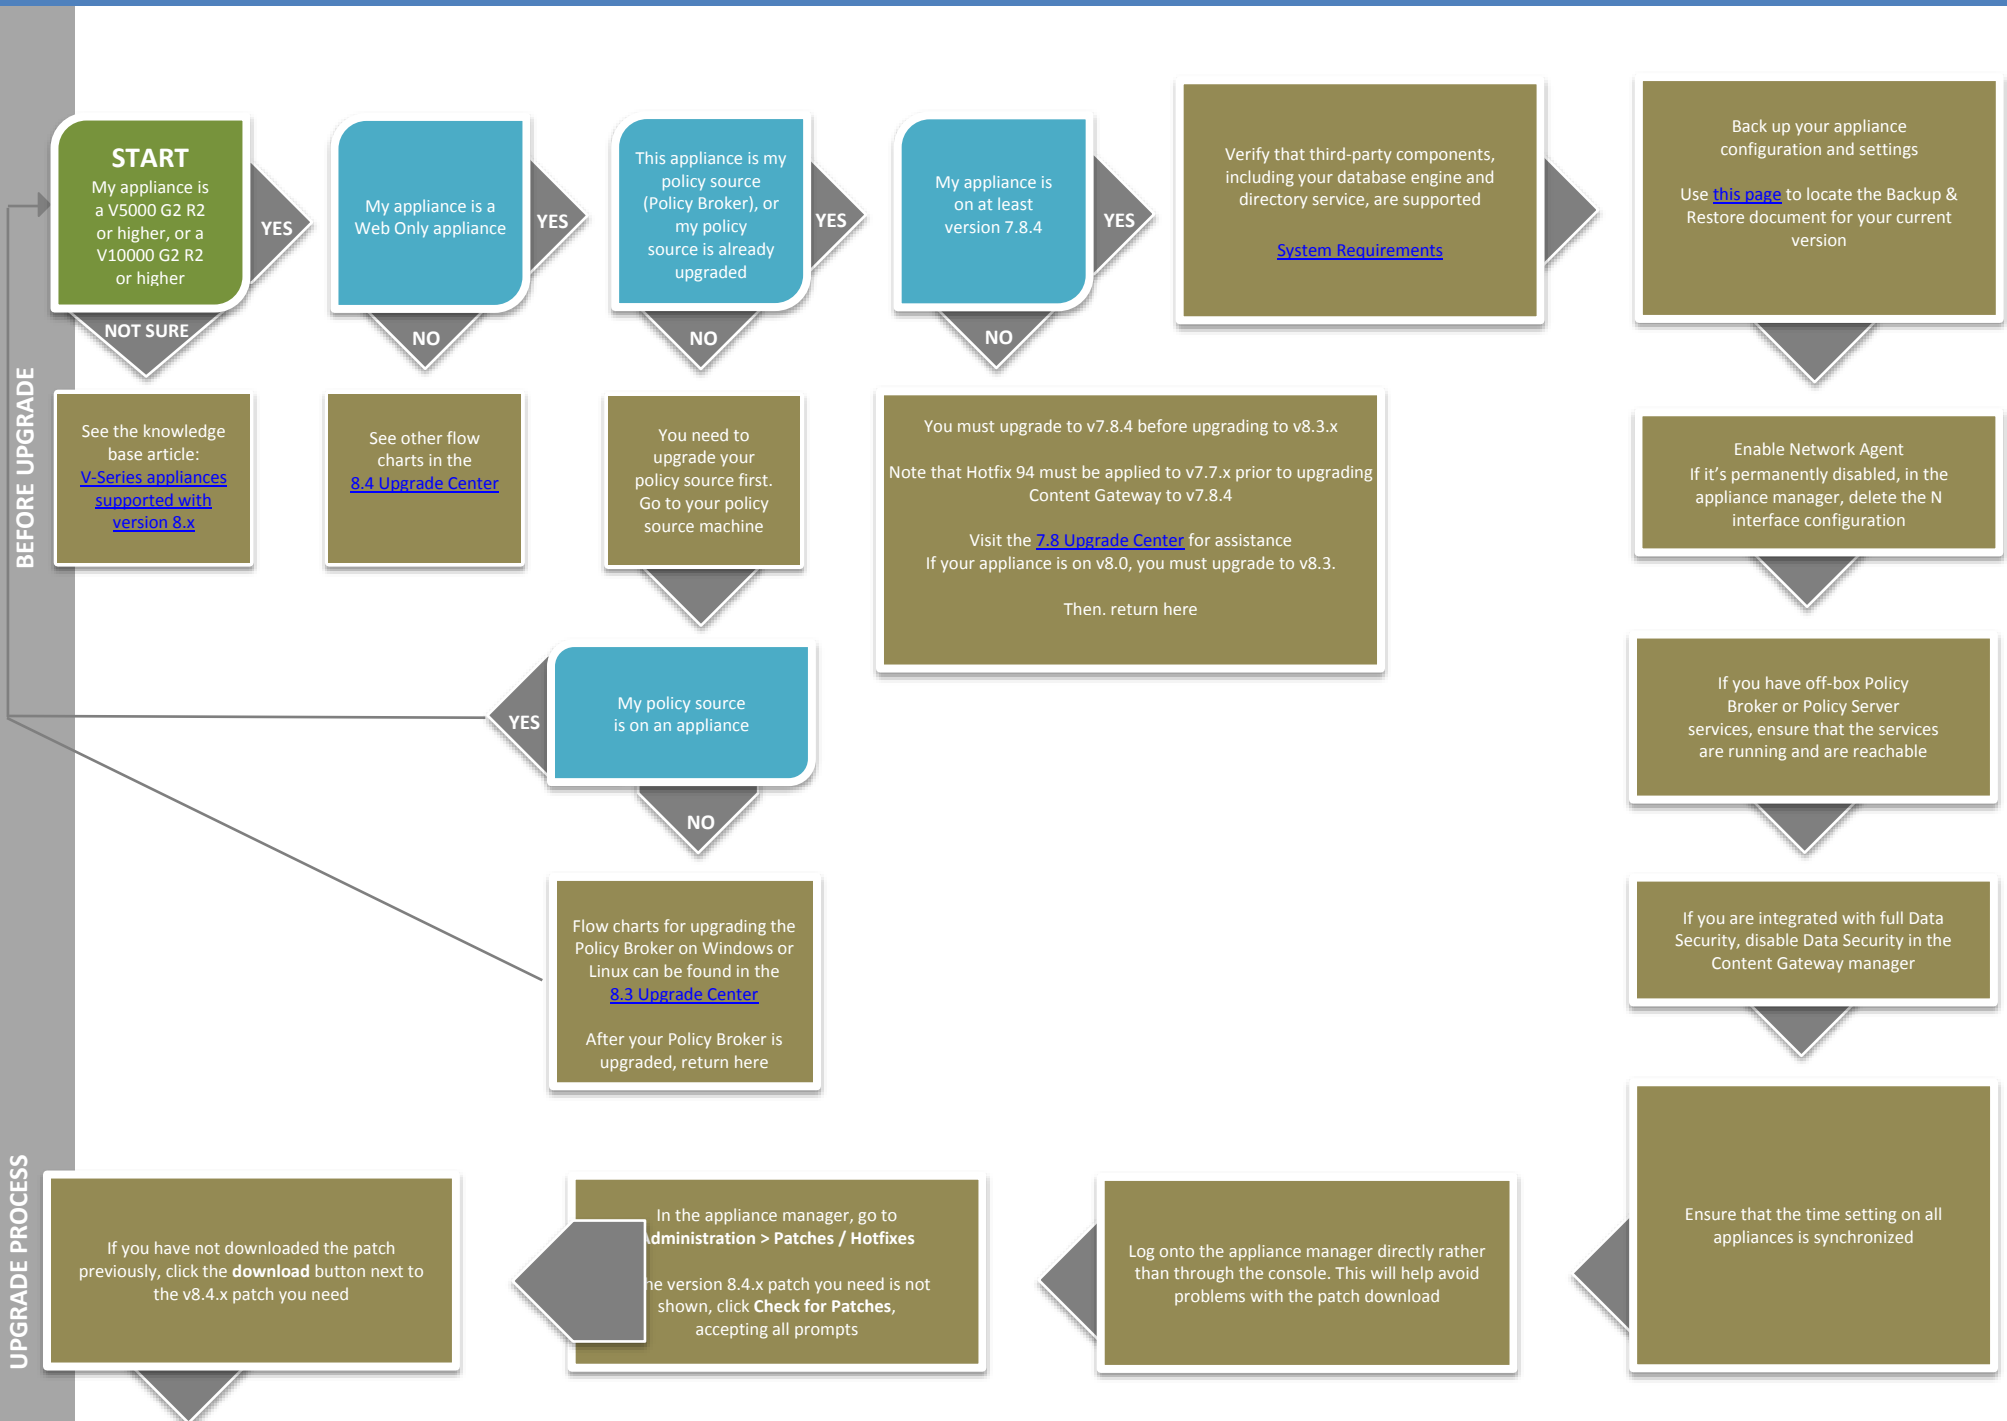 START
My appliance is
a V5000 G2 R2
or higher, or a
V10000 G2 R2
or higher
YES
NOT SURE
My appliance is a
Web Only appliance
YES
NO
This appliance is my
policy source
(Policy Broker), or
my policy
source is already
upgraded
YES
NO
My appliance is
on at least
version 7.8.4
YES
NO
Verify that third-party components,
including your database engine and
directory service, are supported
System Requirements
Back up your appliance
configuration and settings
Use this page to locate the Backup &
Restore document for your current
version
BEFORE UPGRADE
See the knowledge
base article:
V-Series appliances
supported with
version 8.x
See other flow
charts in the
8.4 Upgrade Center
You need to
upgrade your
policy source first.
Go to your policy
source machine
You must upgrade to v7.8.4 before upgrading to v8.3.x
Note that Hotfix 94 must be applied to v7.7.x prior to upgrading
Content Gateway to v7.8.4
Visit the 7.8 Upgrade Center for assistance
If your appliance is on v8.0, you must upgrade to v8.3.
Then. return here
Enable Network Agent
If it's permanently disabled, in the
appliance manager, delete the N
interface configuration
My policy source
is on an appliance
YES
NO
If you have off-box Policy
Broker or Policy Server
services, ensure that the services
are running and are reachable
Flow charts for upgrading the
Policy Broker on Windows or
Linux can be found in the
8.3 Upgrade Center
After your Policy Broker is
upgraded, return here
If you are integrated with full Data
Security, disable Data Security in the
Content Gateway manager
Ensure that the time setting on all
appliances is synchronized
Log onto the appliance manager directly rather
than through the console. This will help avoid
problems with the patch download
In the appliance manager, go to
Administration > Patches / Hotfixes
version 8.4.x patch you need is not
shown, click Check for Patches,
accepting all prompts
UPGRADE PROCESS
If you have not downloaded the patch
previously, click the download button next to
the v8.4.x patch you need